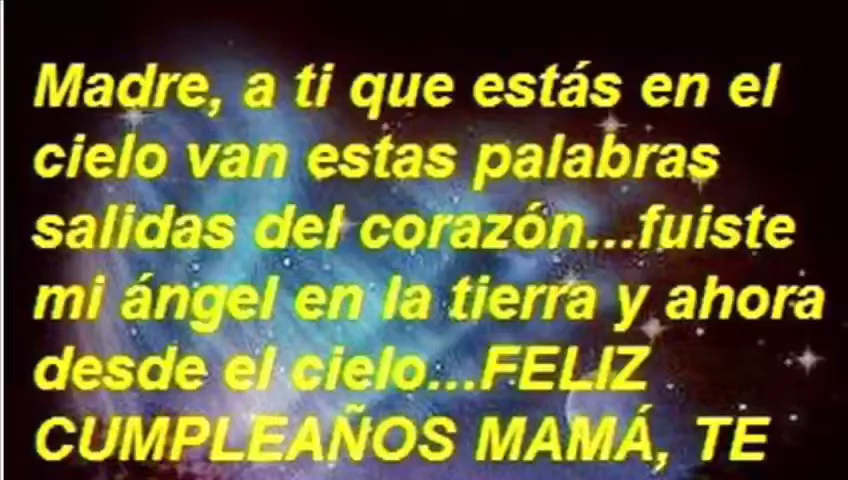 Madre, a ti que estás en el
cielo van estas palabras
salidas del corazón...fuiste
mi ángel en la tierra y ahora
desde el cielo...FELIZ
CUMPLEAÑOS MAMÁ, TE